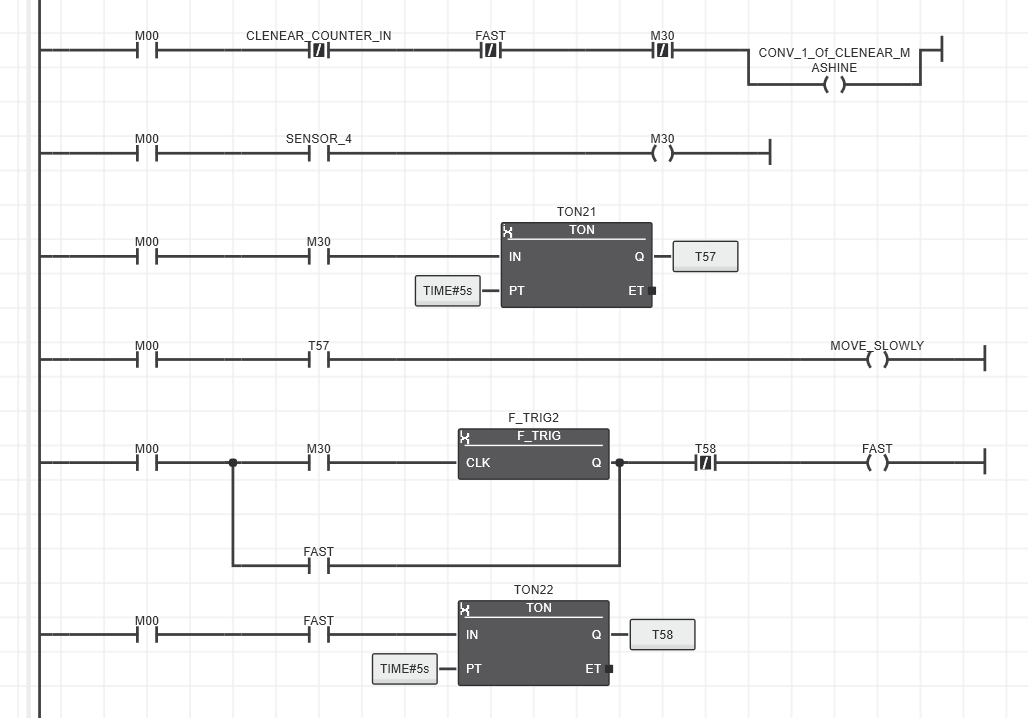 M00 CLENEAR_COUNTER_IN FAST M30
CONV_1_Of_CLENEAR_M
ASHINE
M00 SENSOR_4 M30
TON21
TON
M00 M30
IN Q T57
TIME#5s PT ET
M00 T57 MOVE_SLOWLY
F_TRIG2
F_TRIG
M00 M30 T58 FAST
CLK Q
FAST
TON22
TON
M00 FAST
IN Q T58
TIME#5s PT ET